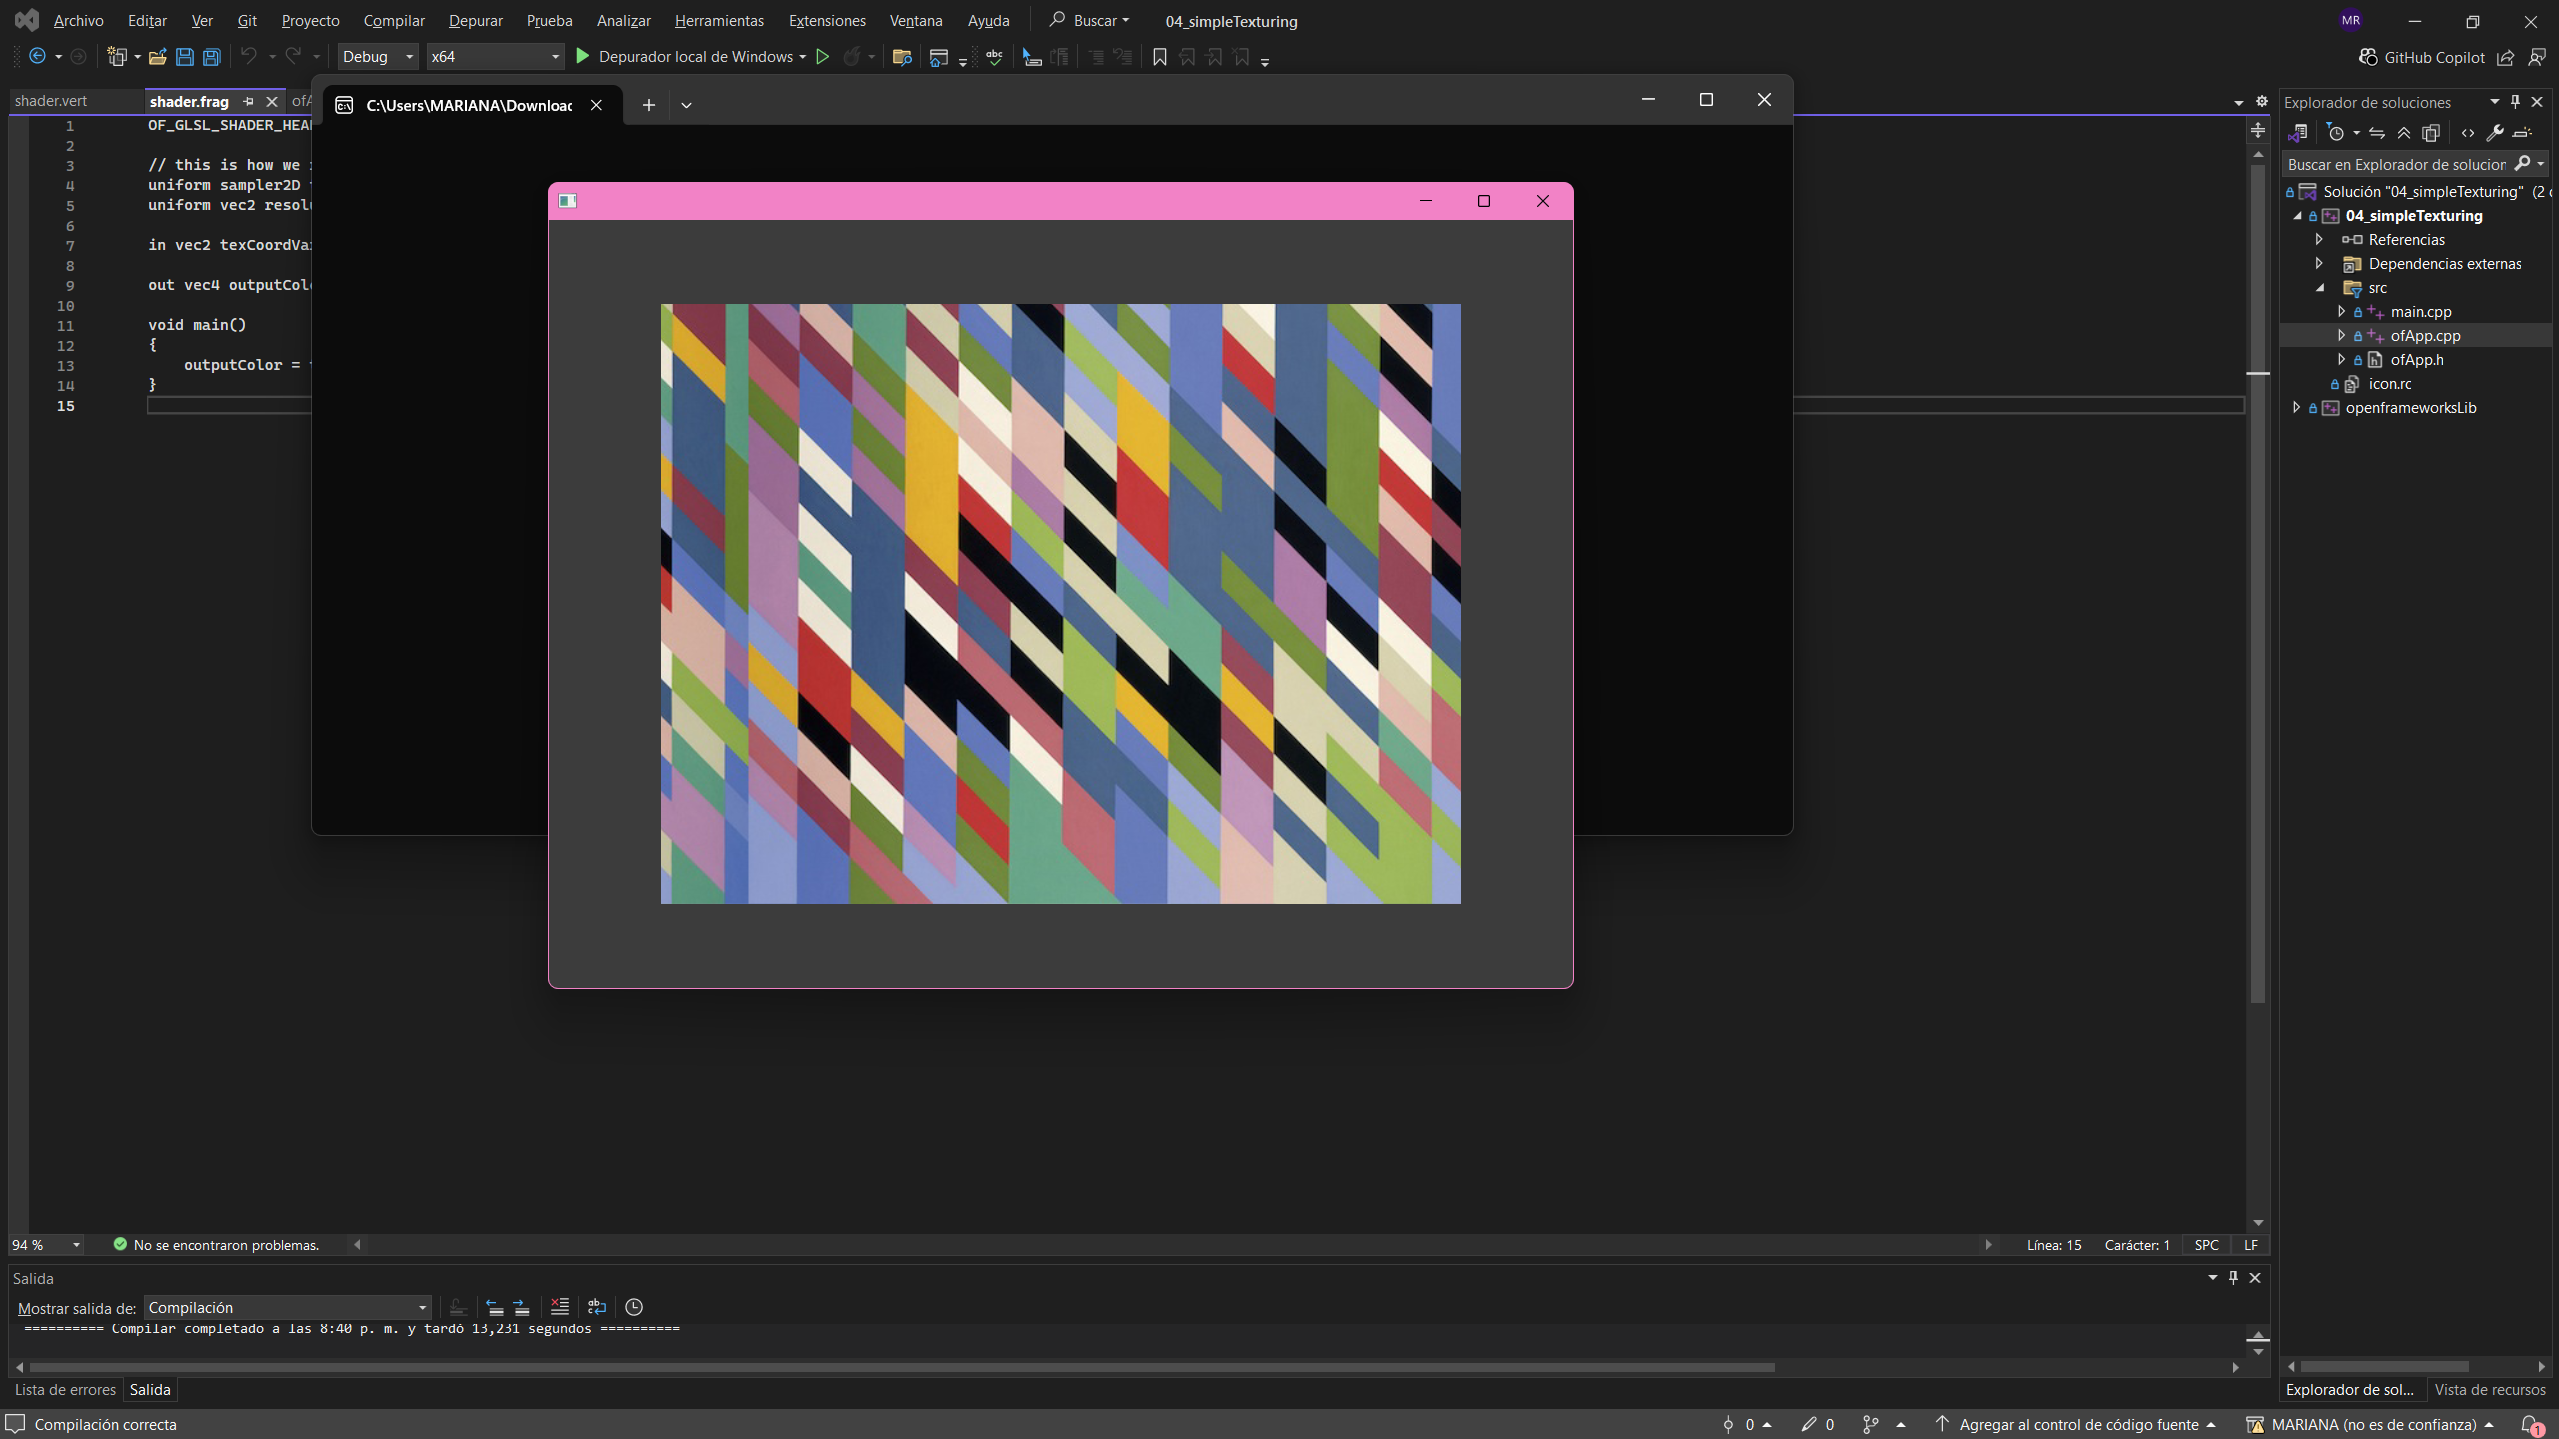 Archivo Editar Ver Git Proyecto Compilar Depurar Prueba Analizar Herramientas Extensiones Ventana Ayuda Buscar 04_simpleTexturing MR
Debug x64 Depurador local de Windows abc GitHub Copilot
shader.vert shader.frag
C:\Users\MARIANA\Downloac
1 OF_GLSL_SHADER_HEA
2
3 // this is how we
4 uniform sampler2D
5 uniform vec2 resol
6
7 in vec2 texCoordVa
8
9 out vec4 outputCol
10
11 void main()
12 {
13 outputColor =
14 }
15
Explorador de soluciones
Buscar en Explorador de solucion
Solución "04_simpleTexturing" (2
04_simpleTexturing
Referencias
Dependencias externas
src
main.cpp
ofApp.cpp
ofApp.h
icon.rc
openframeworksLib
94 % No se encontraron problemas. Línea: 15 Carácter: 1 SPC LF
Salida
Mostrar salida de: Compilación
========== Compilar completado a las 8:40 p. m. y tardó 13,231 segundos ==========
Lista de errores Salida
Explorador de sol... Vista de recursos
Compilación correcta 0 0 Agregar al control de código fuente MARIANA (no es de confianza) 1